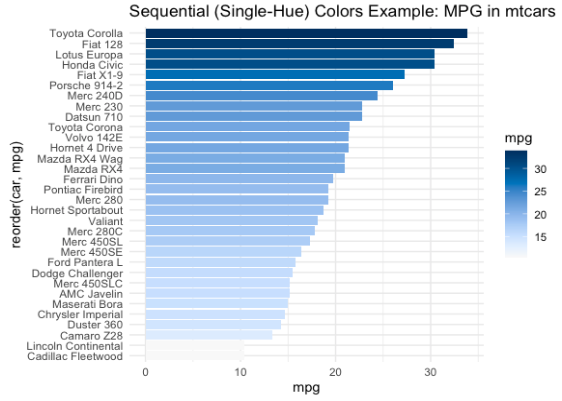 Sequential (Single-Hue) Colors Example: MPG in mtcars
reorder(car, mpg)
Toyota Corolla
Fiat 128
Lotus Europa
Honda Civic
Fiat X1-9
Porsche 914-2
Merc 240D
Merc 230
Datsun 710
Toyota Corona
Volvo 142E
Hornet 4 Drive
Mazda RX4 Wag
Mazda RX4
Ferrari Dino
Pontiac Firebird
Merc 280
Hornet Sportabout
Valiant
Merc 280C
Merc 450SL
Merc 450SE
Ford Pantera L
Dodge Challenger
Merc 450SLC
AMC Javelin
Maserati Bora
Chrysler Imperial
Duster 360
Camaro Z28
Lincoln Continental
Cadillac Fleetwood
0 10 20 30
mpg
mpg
30
25
20
15